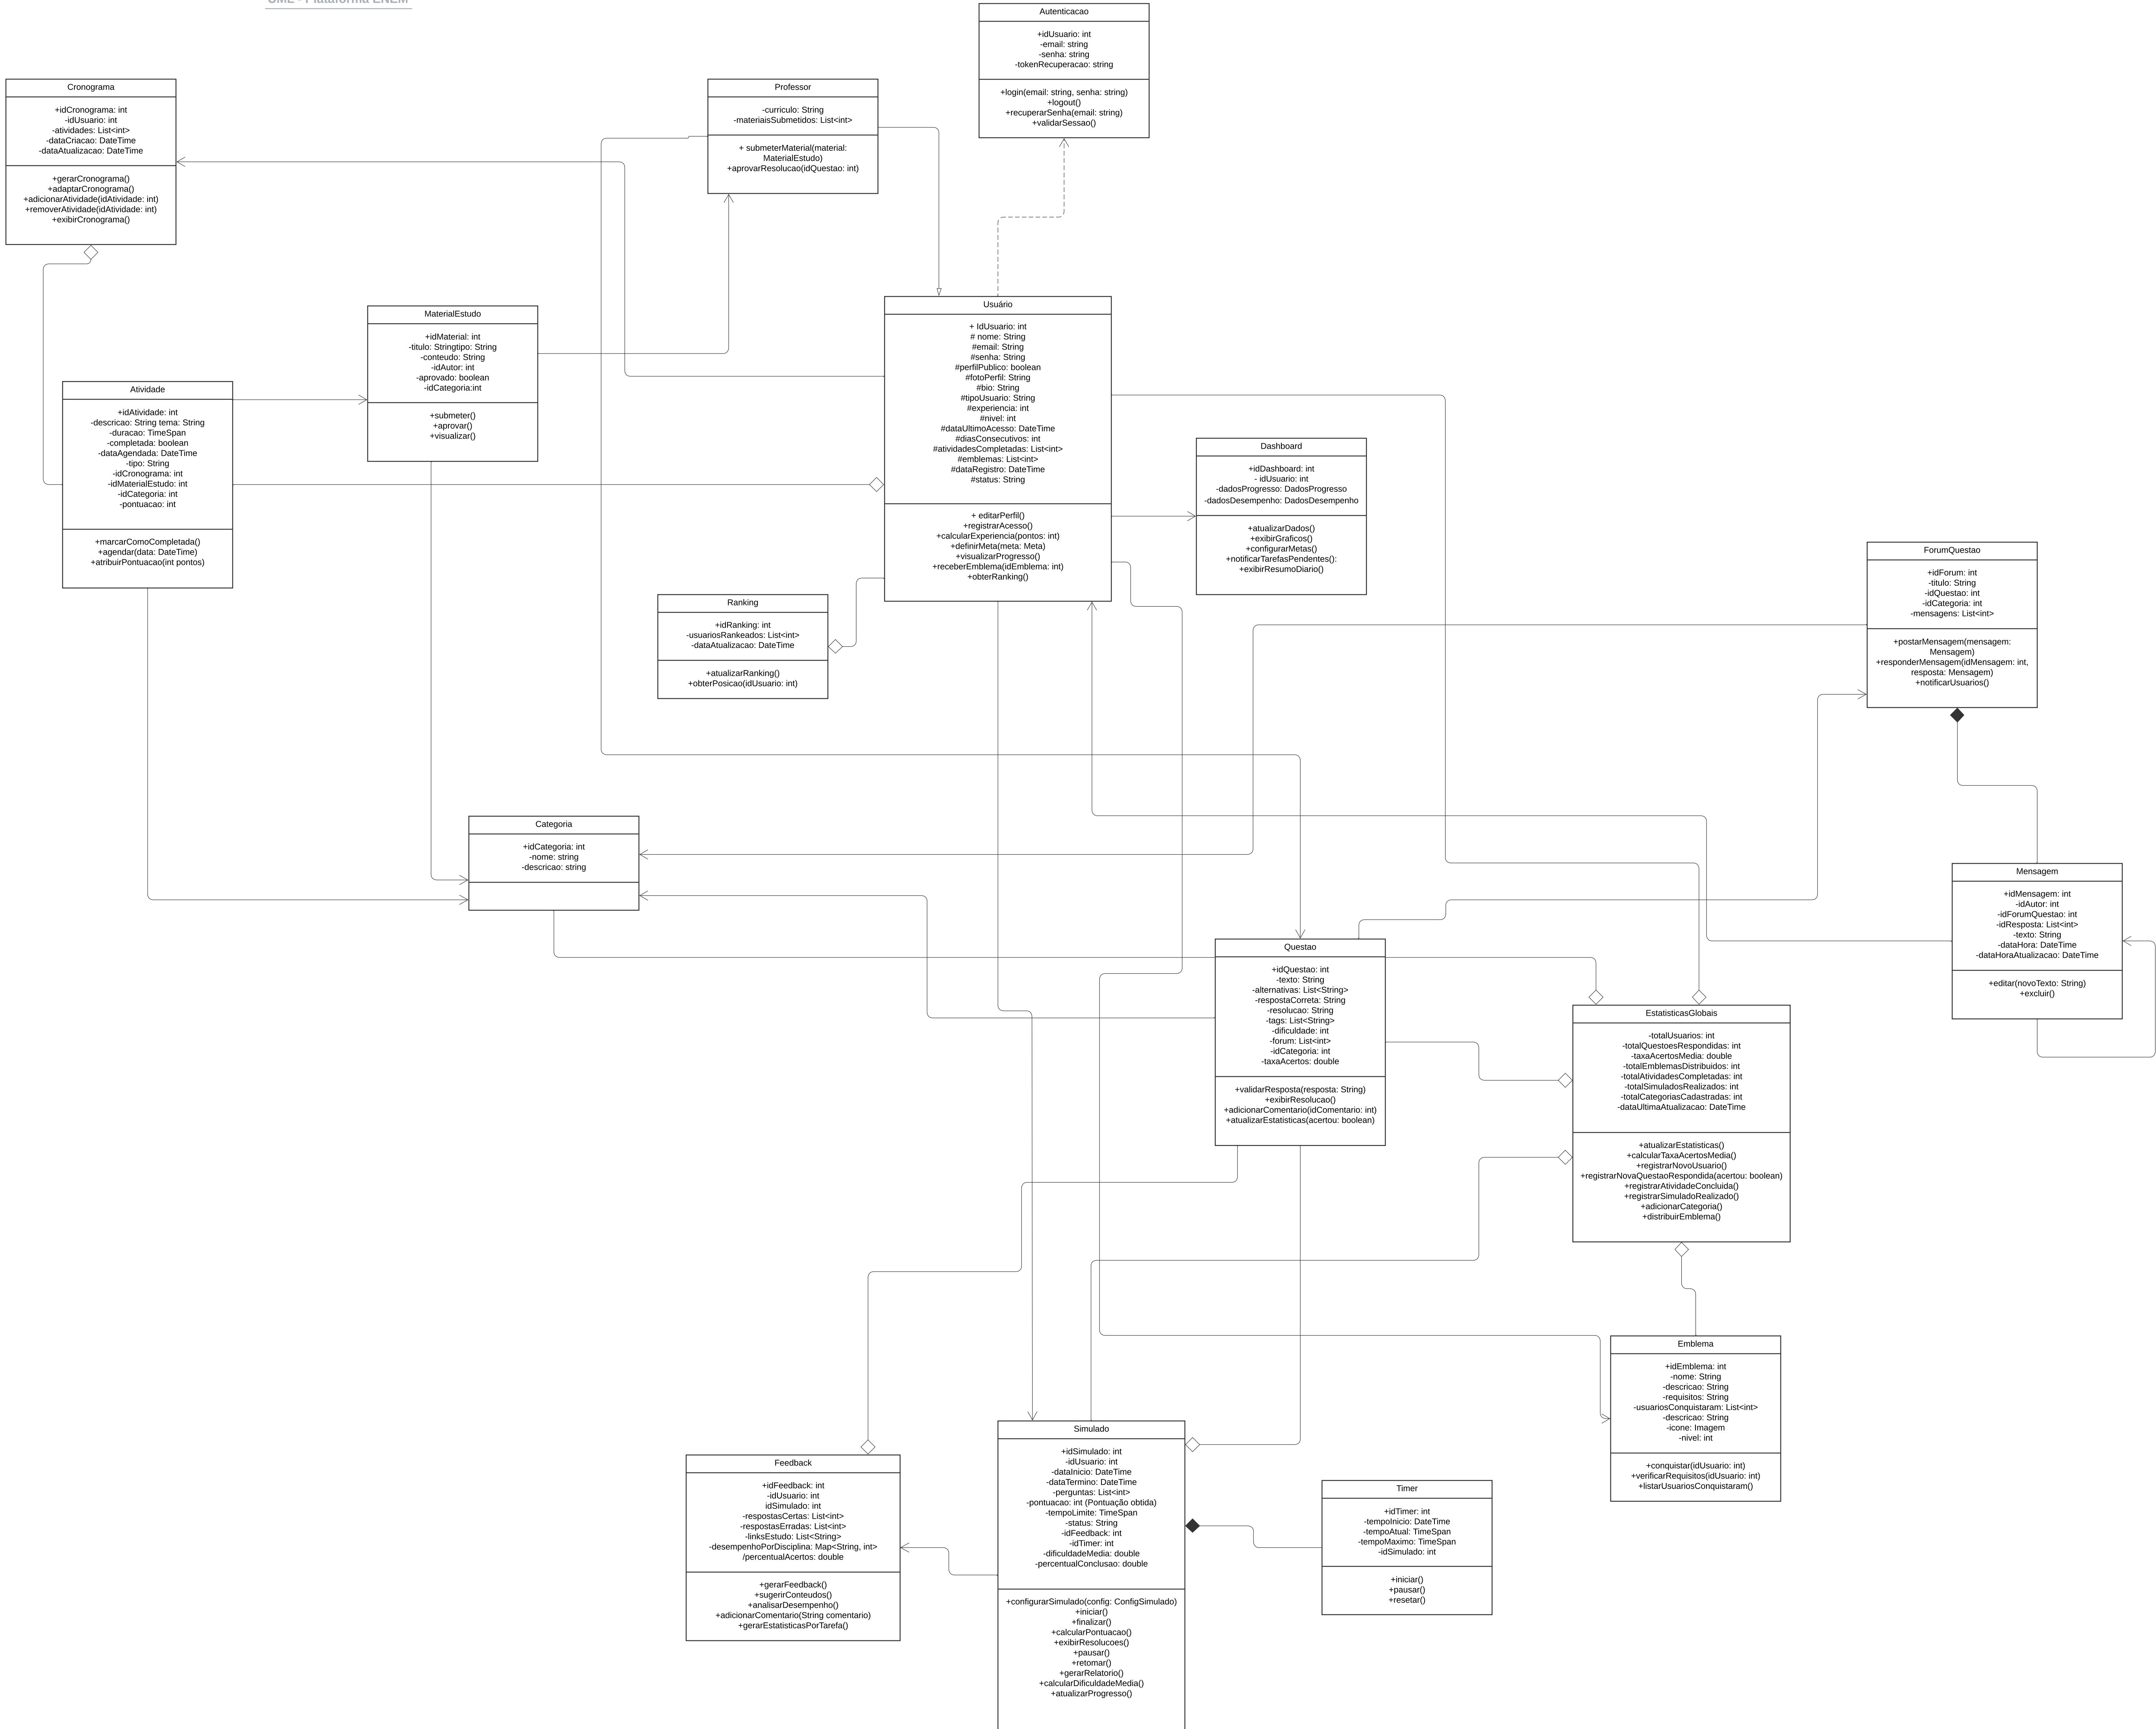 UML - Plataforma ENEM
Autenticacao
+idUsuario: int
-email: string
-senha: string
-tokenRecuperacao: string
+login(email: string, senha: string)
+logout()
+recuperarSenha(email: string)
+validarSessao()
Cronograma
+idCronograma: int
-idUsuario: int
-atividades: List<int>
-dataCriacao: DateTime
-dataAtualizacao: DateTime
+gerarCronograma()
+adaptarCronograma()
+adicionarAtividade(idAtividade: int)
+removerAtividade(idAtividade: int)
+exibirCronograma()
Professor
-curriculo: String
-materiaisSubmetidos: List<int>
+ submeterMaterial(material:
MaterialEstudo)
+aprovarResolucao(idQuestao: int)
MaterialEstudo
+idMaterial: int
-titulo: Stringtipo: String
-conteudo: String
-idAutor: int
-aprovado: boolean
-idCategoria:int
+submeter()
+aprovar()
+visualizar()
Usuário
+ IdUsuario: int
# nome: String
#email: String
#senha: String
#perfilPublico: boolean
#fotoPerfil: String
#bio: String
#tipoUsuario: String
#experiencia: int
#nivel: int
#dataUltimoAcesso: DateTime
#diasConsecutivos: int
#atividadesCompletadas: List<int>
#emblemas: List<int>
#dataRegistro: DateTime
#status: String
+ editarPerfil()
+registrarAcesso()
+calcularExperiencia(pontos: int)
+definirMeta(meta: Meta)
+visualizarProgresso()
+receberEmblema(idEmblema: int)
+obterRanking()
Atividade
+idAtividade: int
-descricao: String tema: String
-duracao: TimeSpan
-completada: boolean
-dataAgendada: DateTime
-tipo: String
-idCronograma: int
-idMaterialEstudo: int
-idCategoria: int
-pontuacao: int
+marcarComoCompletada()
+agendar(data: DateTime)
+atribuirPontuacao(int pontos)
Dashboard
+idDashboard: int
- idUsuario: int
-dadosProgresso: DadosProgresso
-dadosDesempenho: DadosDesempenho
+atualizarDados()
+exibirGraficos()
+configurarMetas()
+notificarTarefasPendentes():
+exibirResumoDiario()
ForumQuestao
+idForum: int
-titulo: String
-idQuestao: int
-idCategoria: int
-mensagens: List<int>
+postarMensagem(mensagem:
Mensagem)
+responderMensagem(idMensagem: int,
resposta: Mensagem)
+notificarUsuarios()
Ranking
+idRanking: int
-usuariosRankeados: List<int>
-dataAtualizacao: DateTime
+atualizarRanking()
+obterPosicao(idUsuario: int)
Categoria
+idCategoria: int
-nome: string
-descricao: string
Mensagem
+idMensagem: int
-idAutor: int
-idForumQuestao: int
-idResposta: List<int>
-texto: String
-dataHora: DateTime
-dataHoraAtualizacao: DateTime
+editar(novoTexto: String)
+excluir()
Questao
+idQuestao: int
-texto: String
-alternativas: List<String>
-respostaCorreta: String
-resolucao: String
-tags: List<String>
-dificuldade: int
-forum: List<int>
-idCategoria: int
-taxaAcertos: double
+validarResposta(resposta: String)
+exibirResolucao()
+adicionarComentario(idComentario: int)
+atualizarEstatisticas(acertou: boolean)
EstatisticasGlobais
-totalUsuarios: int
-totalQuestoesRespondidas: int
-taxaAcertosMedia: double
-totalEmblemasDistribuidos: int
-totalAtividadesCompletadas: int
-totalSimuladosRealizados: int
-totalCategoriasCadastradas: int
-dataUltimaAtualizacao: DateTime
+atualizarEstatisticas()
+calcularTaxaAcertosMedia()
+registrarNovoUsuario()
+registrarNovaQuestaoRespondida(acertou: boolean)
+registrarAtividadeConcluida()
+registrarSimuladoRealizado()
+adicionarCategoria()
+distribuirEmblema()
Emblema
+idEmblema: int
-nome: String
-descricao: String
-requisitos: String
-usuariosConquistaram: List<int>
-descricao: String
-icone: Imagem
-nivel: int
+conquistar(idUsuario: int)
+verificarRequisitos(idUsuario: int)
+listarUsuariosConquistaram()
Simulado
+idSimulado: int
-idUsuario: int
-dataInicio: DateTime
-dataTermino: DateTime
-perguntas: List<int>
-pontuacao: int (Pontuação obtida)
-tempoLimite: TimeSpan
-status: String
-idFeedback: int
-idTimer: int
-dificuldadeMedia: double
-percentualConclusao: double
+configurarSimulado(config: ConfigSimulado)
+iniciar()
+finalizar()
+calcularPontuacao()
+exibirResolucoes()
+pausar()
+retomar()
+gerarRelatorio()
+calcularDificuldadeMedia()
+atualizarProgresso()
Feedback
+idFeedback: int
-idUsuario: int
idSimulado: int
-respostasCertas: List<int>
-respostasErradas: List<int>
-linksEstudo: List<String>
-desempenhoPorDisciplina: Map<String, int>
/percentualAcertos: double
+gerarFeedback()
+sugerirConteudos()
+analisarDesempenho()
+adicionarComentario(String comentario)
+gerarEstatisticasPorTarefa()
Timer
+idTimer: int
-tempoInicio: DateTime
-tempoAtual: TimeSpan
-tempoMaximo: TimeSpan
-idSimulado: int
+iniciar()
+pausar()
+resetar()